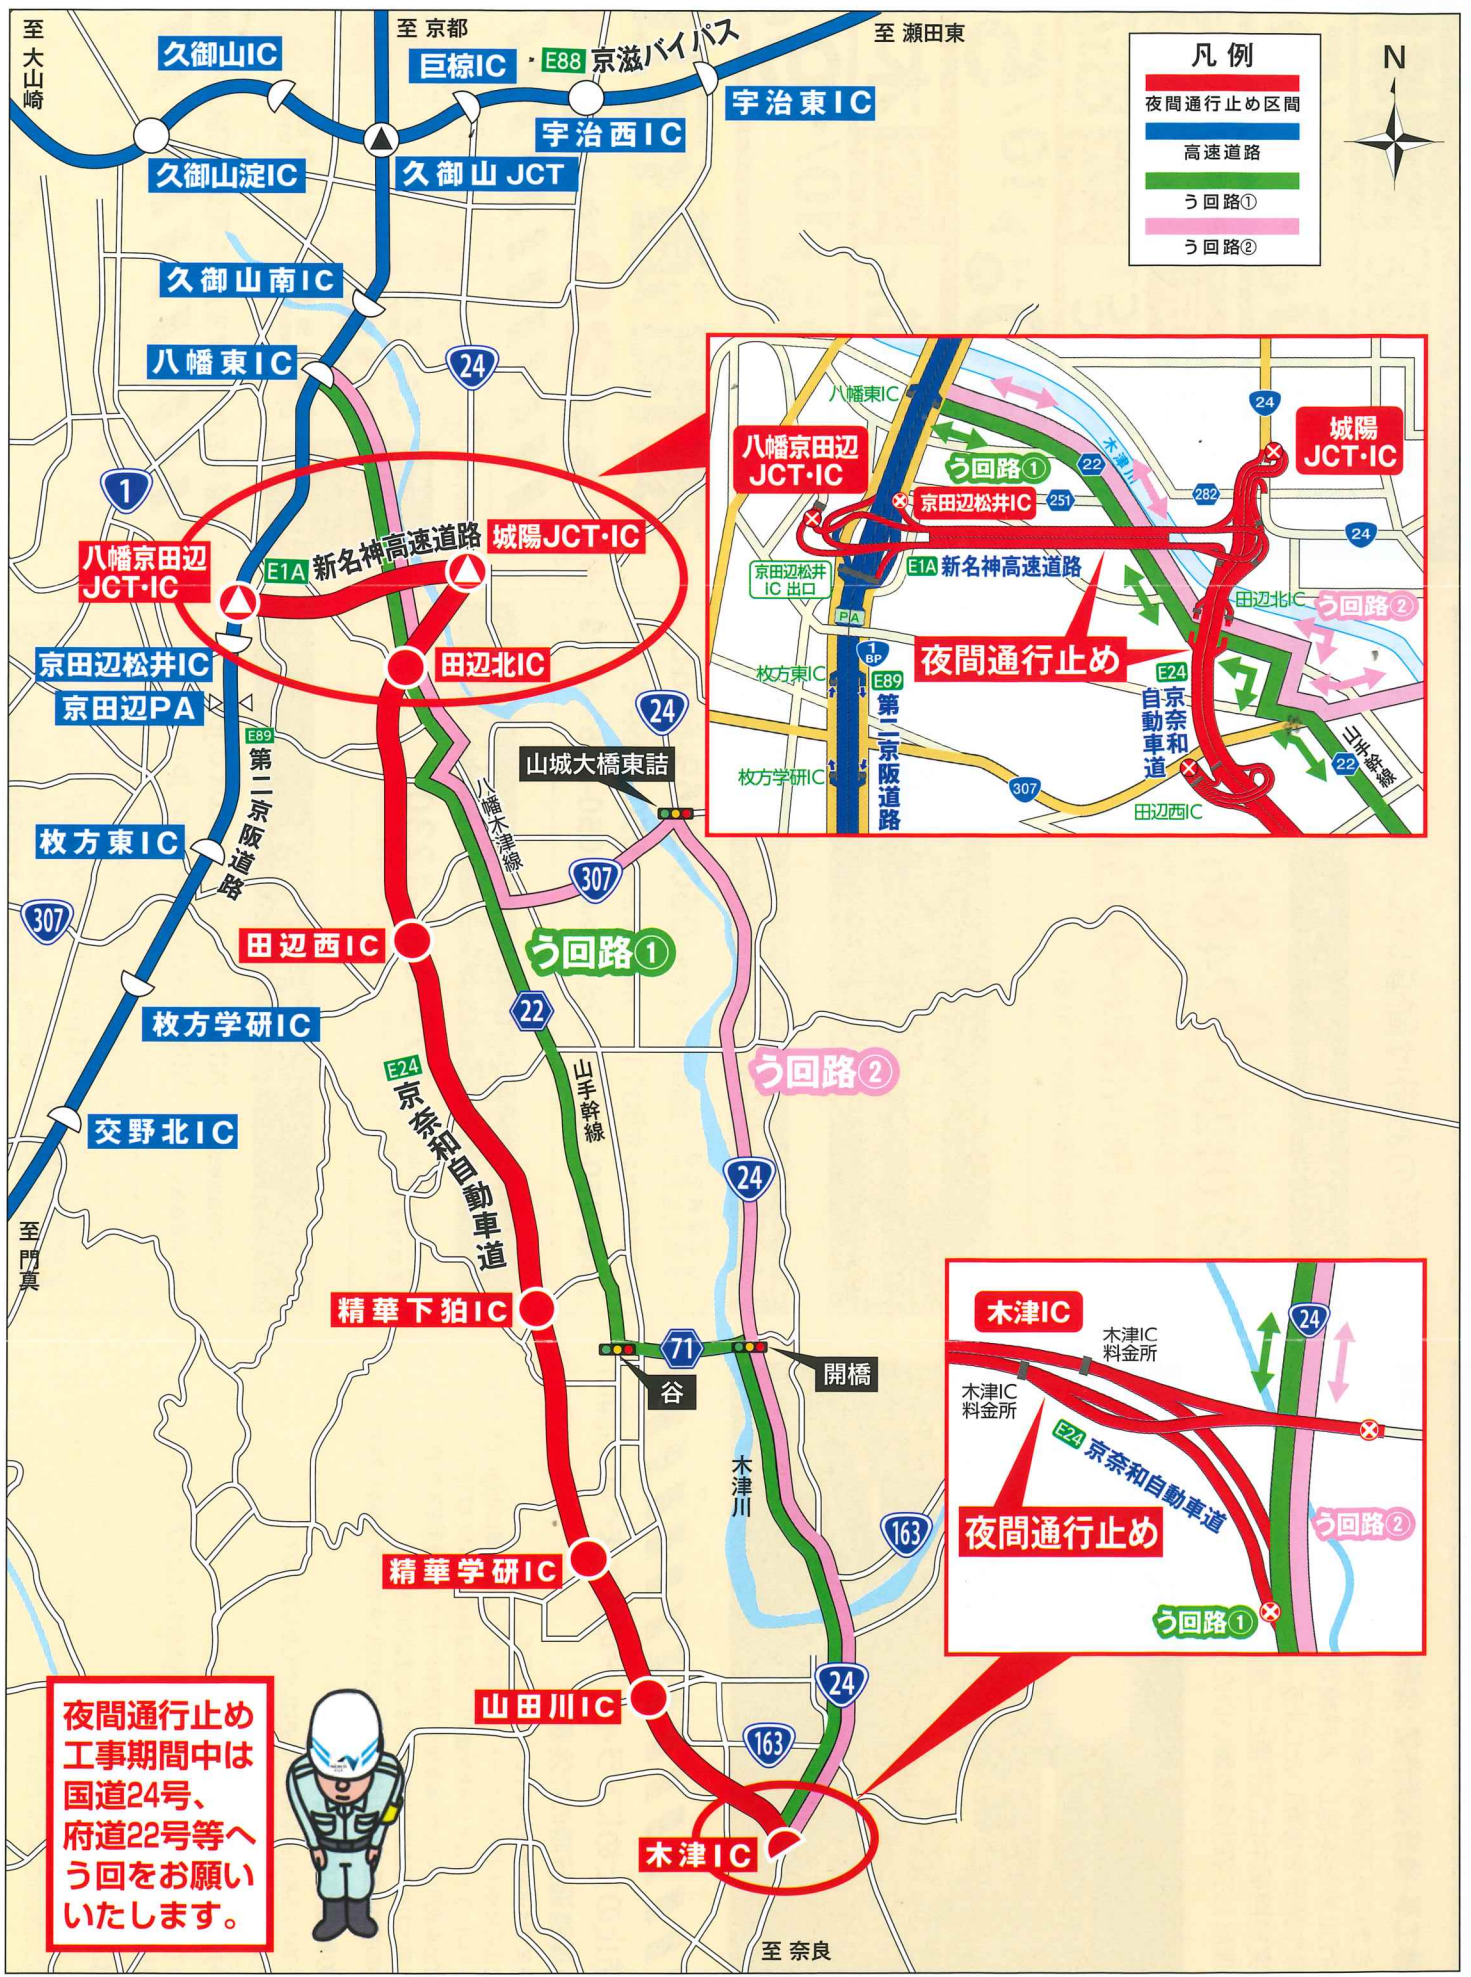 至 大山崎
至 京都
至 瀬田東
久御山IC
巨椋IC
E88 京滋バイパス
宇治東IC
宇治西IC
久御山淀IC
久御山JCT
凡例
夜間通行止め区間
高速道路
う回路①
う回路②
N
久御山南IC
八幡東IC
24
1
八幡京田辺
JCT・IC
E1A 新名神高速道路
城陽JCT・IC
京田辺松井IC
田辺北IC
京田辺PA
E89
第二京阪道路
24
山城大橋東詰
八幡木津線
枚方東IC
307
307
田辺西IC
う回路①
枚方学研IC
22
う回路②
E24
京奈和自動車道
山手幹線
交野北IC
至 門真
24
精華下狛IC
71
谷
開橋
木津川
163
精華学研IC
山田川IC
24
163
木津IC
至 奈良
八幡東IC
24
城陽
JCT・IC
八幡京田辺
JCT・IC
う回路①
22
木津川
京田辺松井IC
251
282
24
京田辺松井
IC 出口
E1A 新名神高速道路
田辺北IC
う回路②
PA
1
BP
夜間通行止め
枚方東IC
E89
第二京阪道路
E24
京奈和
自動車道
山手幹線
22
枚方学研IC
307
田辺西IC
木津IC
木津IC
料金所
24
木津IC
料金所
E24 京奈和自動車道
夜間通行止め
う回路②
う回路①
夜間通行止め
工事期間中は
国道24号、
府道22号等へ
う回をお願い
いたします。